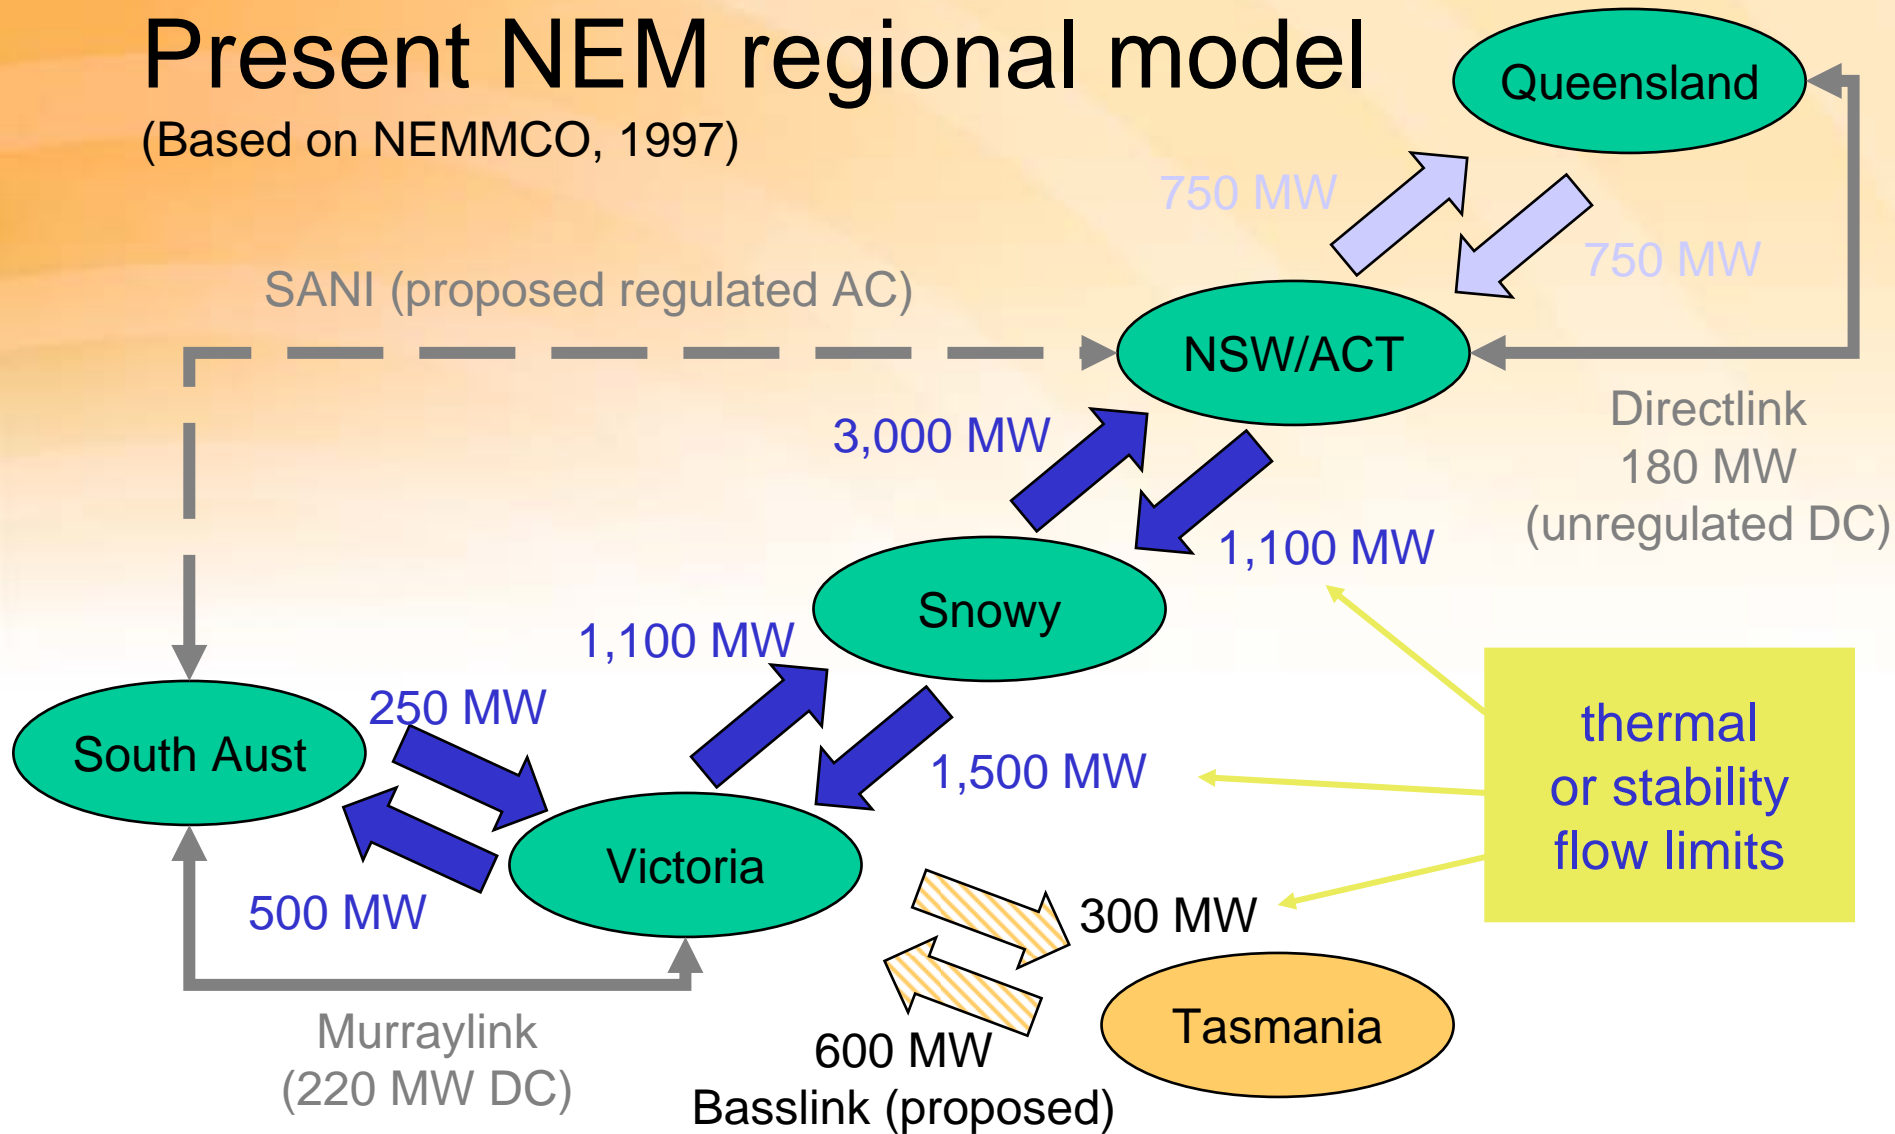 Present NEM regional model
(Based on NEMMCO, 1997)
Queensland
750 MW
750 MW
SANI (proposed regulated AC)
NSW/ACT
Directlink
180 MW
(unregulated DC)
3,000 MW
1,100 MW
Snowy
1,100 MW
1,500 MW
thermal
or stability
flow limits
South Aust
250 MW
500 MW
Victoria
300 MW
Tasmania
600 MW
Basslink (proposed)
Murraylink
(220 MW DC)